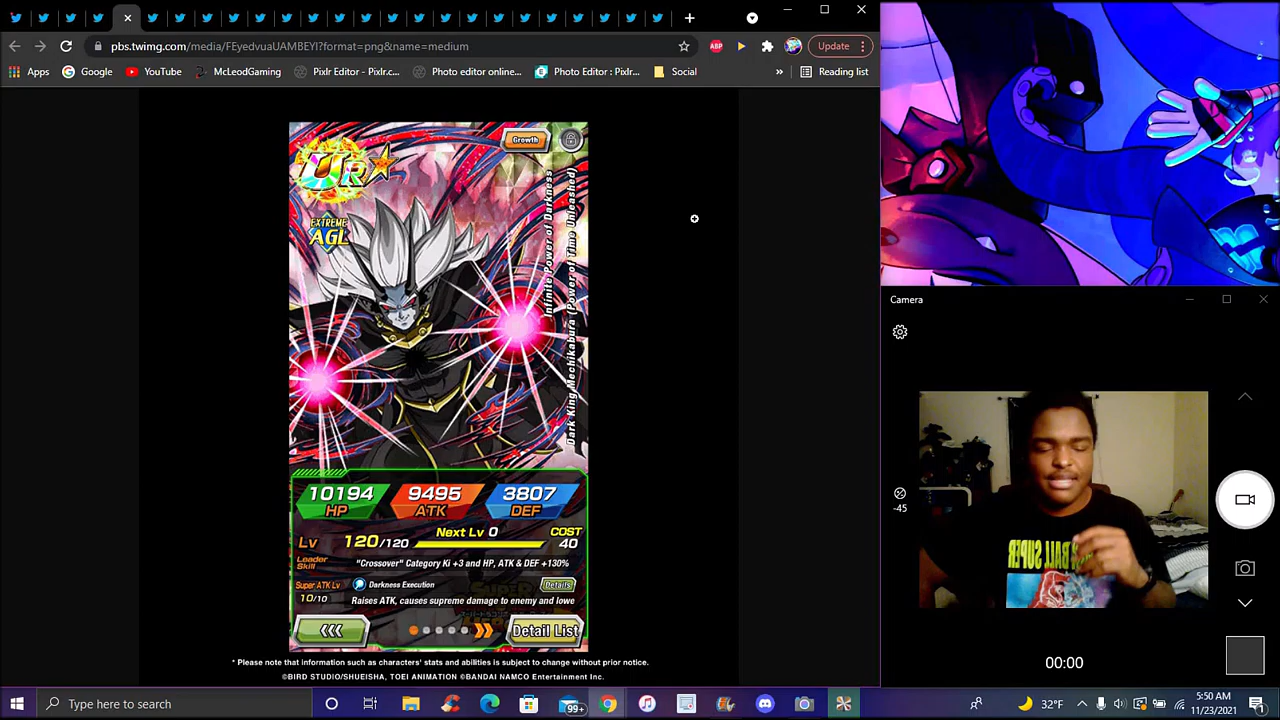 pbs.twimg.com/media/FEyedvuaUAMBEYI?format=png&name=medium
ABP
Update
Apps
Google
YouTube
McLeodGaming
Pixlr Editor - Pixlr.c...
Photo editor online...
Photo Editor : Pixlr...
Social
»
Reading list
Growth
UR
EXTREME
AGL
Infinite Power of Darkness
Dark King Mechikabura (Power of Time Unleashed)
10194
HP
9495
ATK
3807
DEF
Next Lv 0
COST
40
Lv 120/120
Leader
Skill
"Crossover" Category Ki +3 and HP, ATK & DEF +130%
Super ATK Lv
10/10
Darkness Execution
Details
Raises ATK, causes supreme damage to enemy and lowe
Detail List
* Please note that information such as characters' stats and abilities is subject to change without prior notice.
©BIRD STUDIO/SHUEISHA, TOEI ANIMATION ©BANDAI NAMCO Entertainment Inc.
Camera
-45
BALL SUPER
00:00
Type here to search
99+
32°F
5:50 AM
11/23/2021